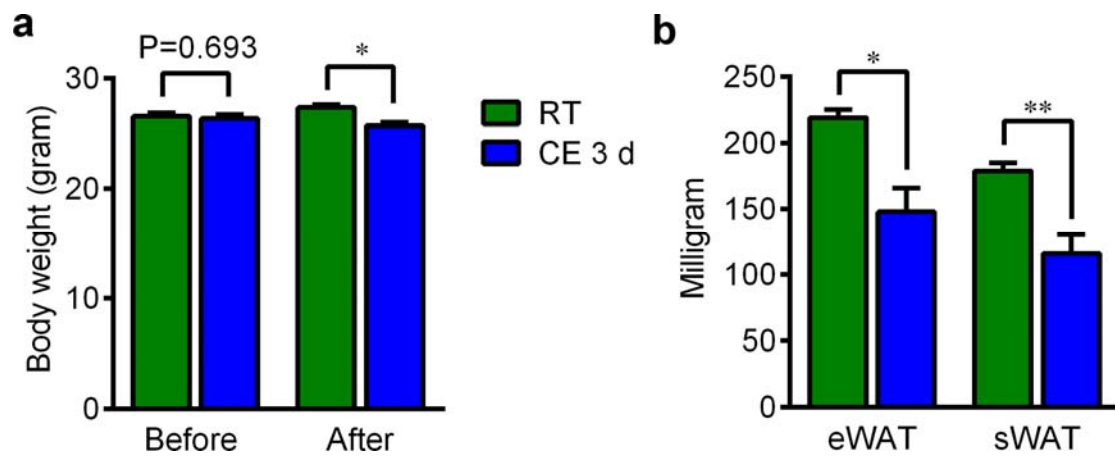 a
P=0.693
*
30
20
10
0
Body weight (gram)
Before
After
RT
CE 3 d
b
*
**
250
200
150
100
50
0
Milligram
eWAT
sWAT